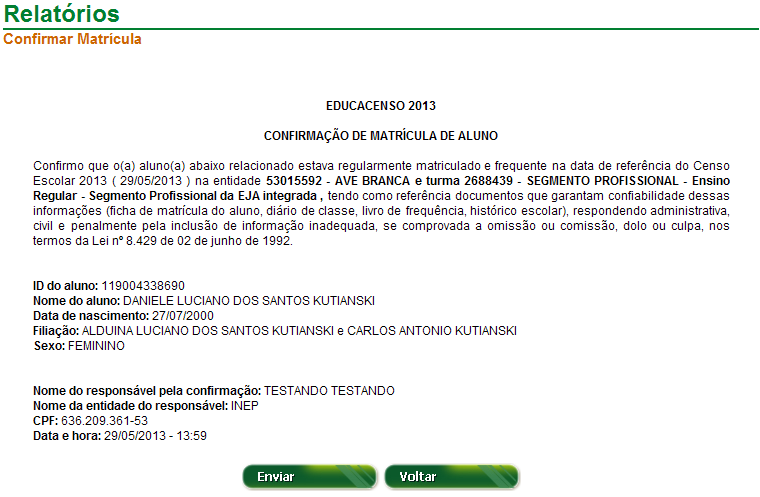 Relatórios
Confirmar Matrícula
EDUCACENSO 2013
CONFIRMAÇÃO DE MATRÍCULA DE ALUNO
Confirmo que o(a) aluno(a) abaixo relacionado estava regularmente matriculado e frequente na data de referência do Censo
Escolar 2013 ( 29/05/2013 ) na entidade 53015592 - AVE BRANCA e turma 2688439 - SEGMENTO PROFISSIONAL - Ensino
Regular - Segmento Profissional da EJA integrada , tendo como referência documentos que garantam confiabilidade dessas
informações (ficha de matrícula do aluno, diário de classe, livro de frequência, histórico escolar), respondendo administrativa,
civil e penalmente pela inclusão de informação inadequada, se comprovada a omissão ou comissão, dolo ou culpa, nos
termos da Lei nº 8.429 de 02 de junho de 1992.
ID do aluno: 119004338690
Nome do aluno: DANIELE LUCIANO DOS SANTOS KUTIANSKI
Data de nascimento: 27/07/2000
Filiação: ALDUINA LUCIANO DOS SANTOS KUTIANSKI e CARLOS ANTONIO KUTIANSKI
Sexo: FEMININO
Nome do responsável pela confirmação: TESTANDO TESTANDO
Nome da entidade do responsável: INEP
CPF: 636.209.361-53
Data e hora: 29/05/2013 - 13:59
Enviar Voltar